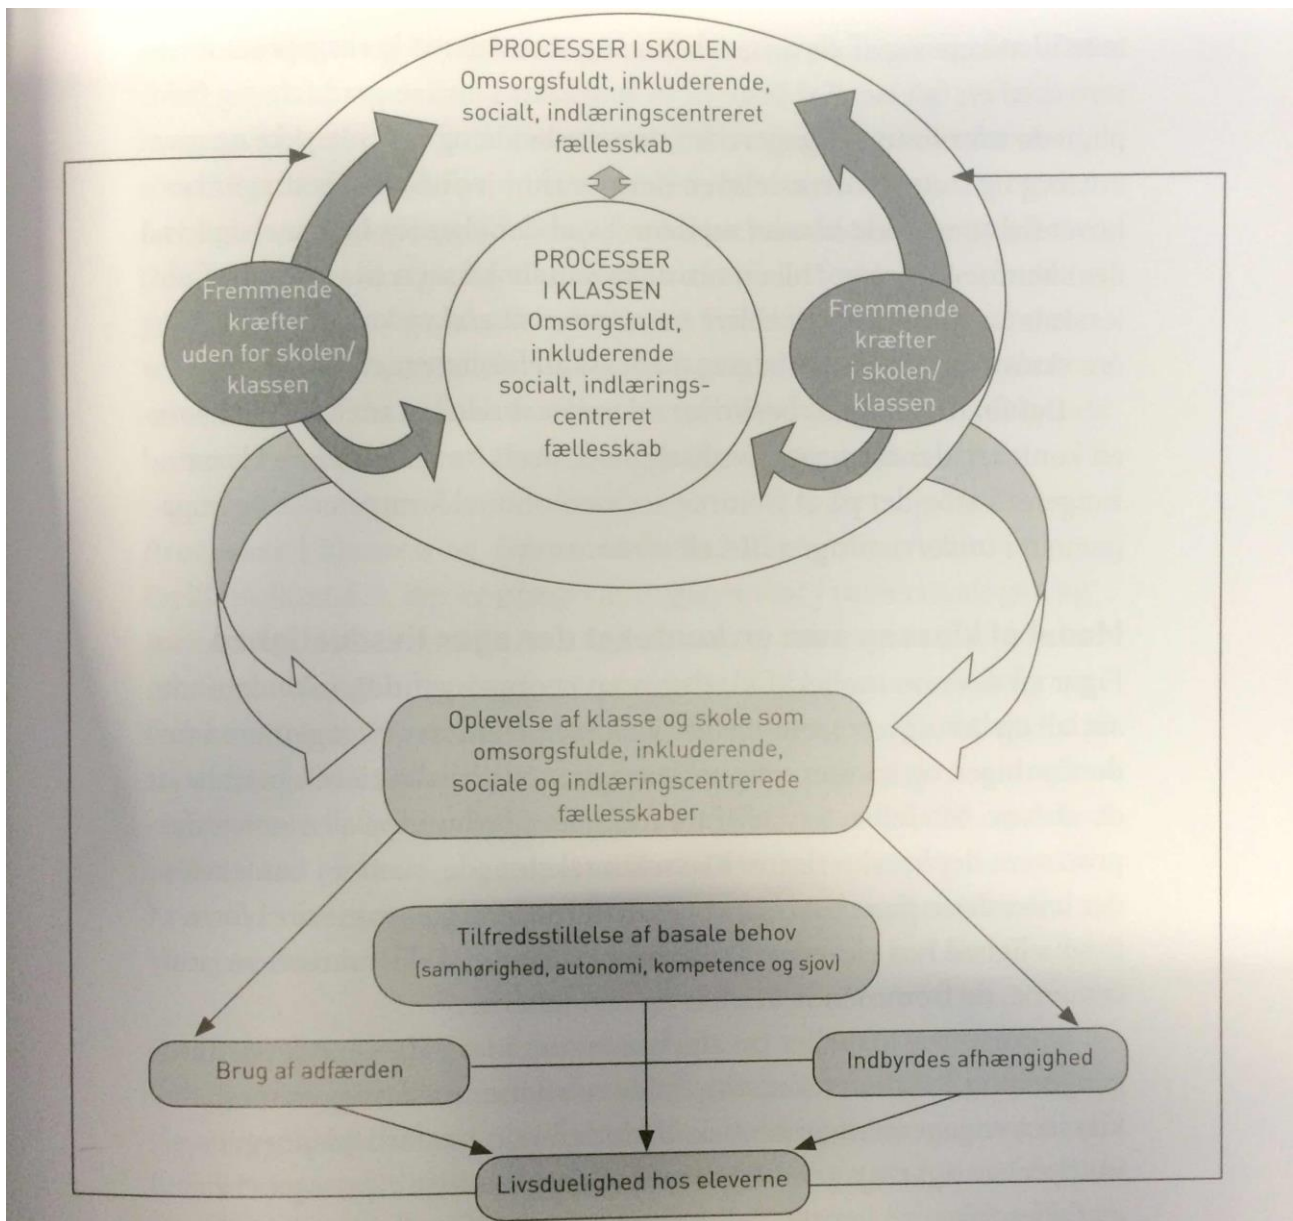 PROCESSER I SKOLEN
Omsorgsfuldt, inkluderende,
socialt, indlæringscentreret
fællesskab
PROCESSER
I KLASSEN
Omsorgsfuldt,
inkluderende
socialt, indlærings-
centreret
fællesskab
Fremmende
kræfter
uden for skolen/
klassen
Fremmende
kræfter
i skolen/
klassen
Oplevelse af klasse og skole som
omsorgsfulde, inkluderende,
sociale og indlæringscentrerede
fællesskaber
Tilfredsstillelse af basale behov
(samhørighed, autonomi, kompetence og sjov)
Brug af adfærden
Indbyrdes afhængighed
Livsduelighed hos eleverne